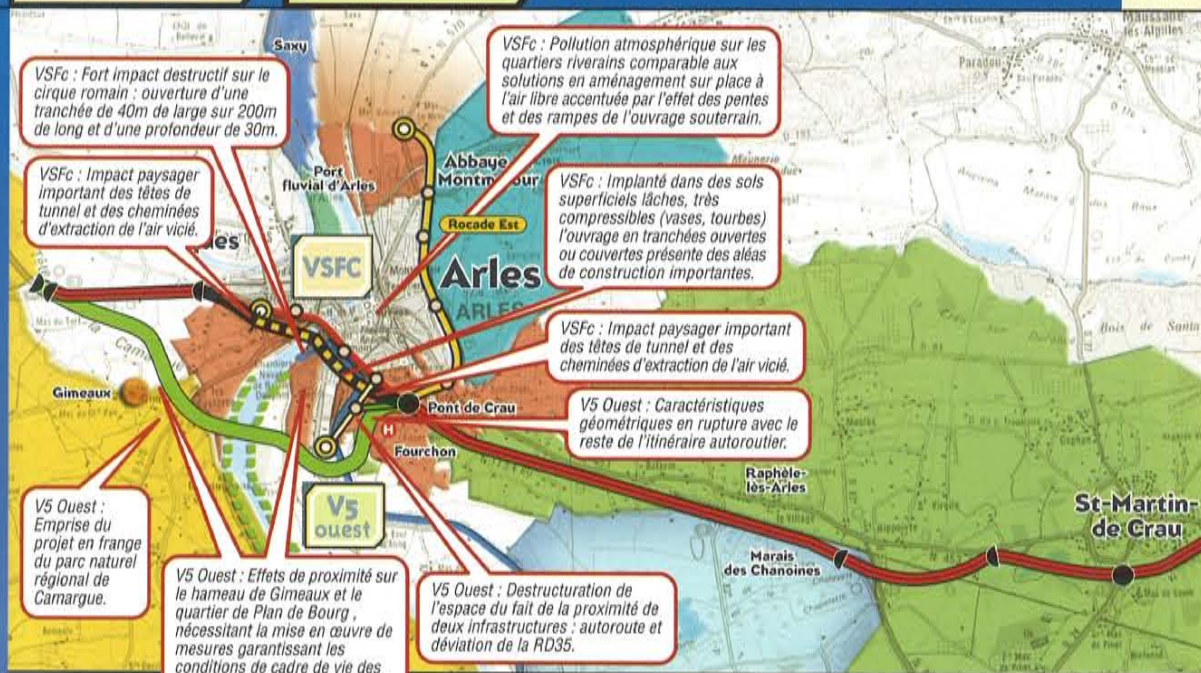 Saxy
Maussane
les-Alpilles
Paradou
VSFc : Fort impact destructif sur le
cirque romain : ouverture d'une
tranchée de 40m de large sur 200m
de long et d'une profondeur de 30m.
VSFc : Pollution atmosphérique sur les
quartiers riverains comparable aux
solutions en aménagement sur place à
l'air libre accentuée par l'effet des pentes
et des rampes de l'ouvrage souterrain.
VSFc : Impact paysager
important des têtes de
tunnel et des cheminées
d'extraction de l'air vicié.
Port
fluvial d'Arles
Abbaye
Rocade Est
VSFc : Implanté dans des sols
superficiels lâches, très
compressibles (vases, tourbes)
l'ouvrage en tranchées ouvertes
ou couvertes présente des aléas
de construction importantes.
VSFC
Arles
ARLES
VSFc : Impact paysager important
des têtes de tunnel et des
cheminées d'extraction de l'air vicié.
Gimeaux
Pont de Crau
H
Fourchon
V5 Ouest : Caractéristiques
géométriques en rupture avec le
reste de l'itinéraire autoroutier.
Raphèle-
lès-Arles
St-Martin-
de Crau
V5
ouest
Marais
des Chanoines
V5 Ouest :
Emprise du
projet en frange
du parc naturel
régional de
Camargue.
V5 Ouest : Effets de proximité sur
le hameau de Gimeaux et le
quartier de Plan de Bourg ,
nécessitant la mise en œuvre de
mesures garantissant les
conditions de cadre de vie des
V5 Ouest : Destructuration de
l'espace du fait de la proximité de
deux infrastructures : autoroute et
déviation de la RD35.